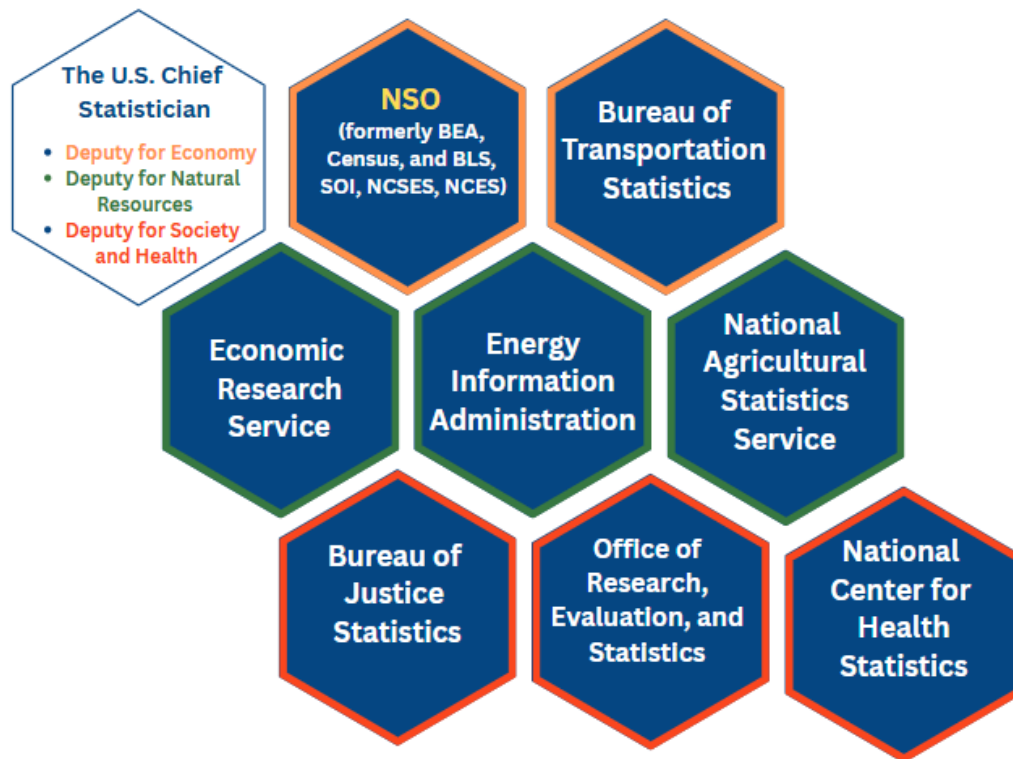 The U.S. Chief
Statistician
• Deputy for Economy
• Deputy for Natural
Resources
• Deputy for Society
and Health
NSO
(formerly BEA,
Census, and BLS,
SOI, NCSES, NCES)
Bureau of
Transportation
Statistics
Economic
Research
Service
Energy
Information
Administration
National
Agricultural
Statistics
Service
Bureau of
Justice
Statistics
Office of
Research,
Evaluation, and
Statistics
National
Center for
Health
Statistics